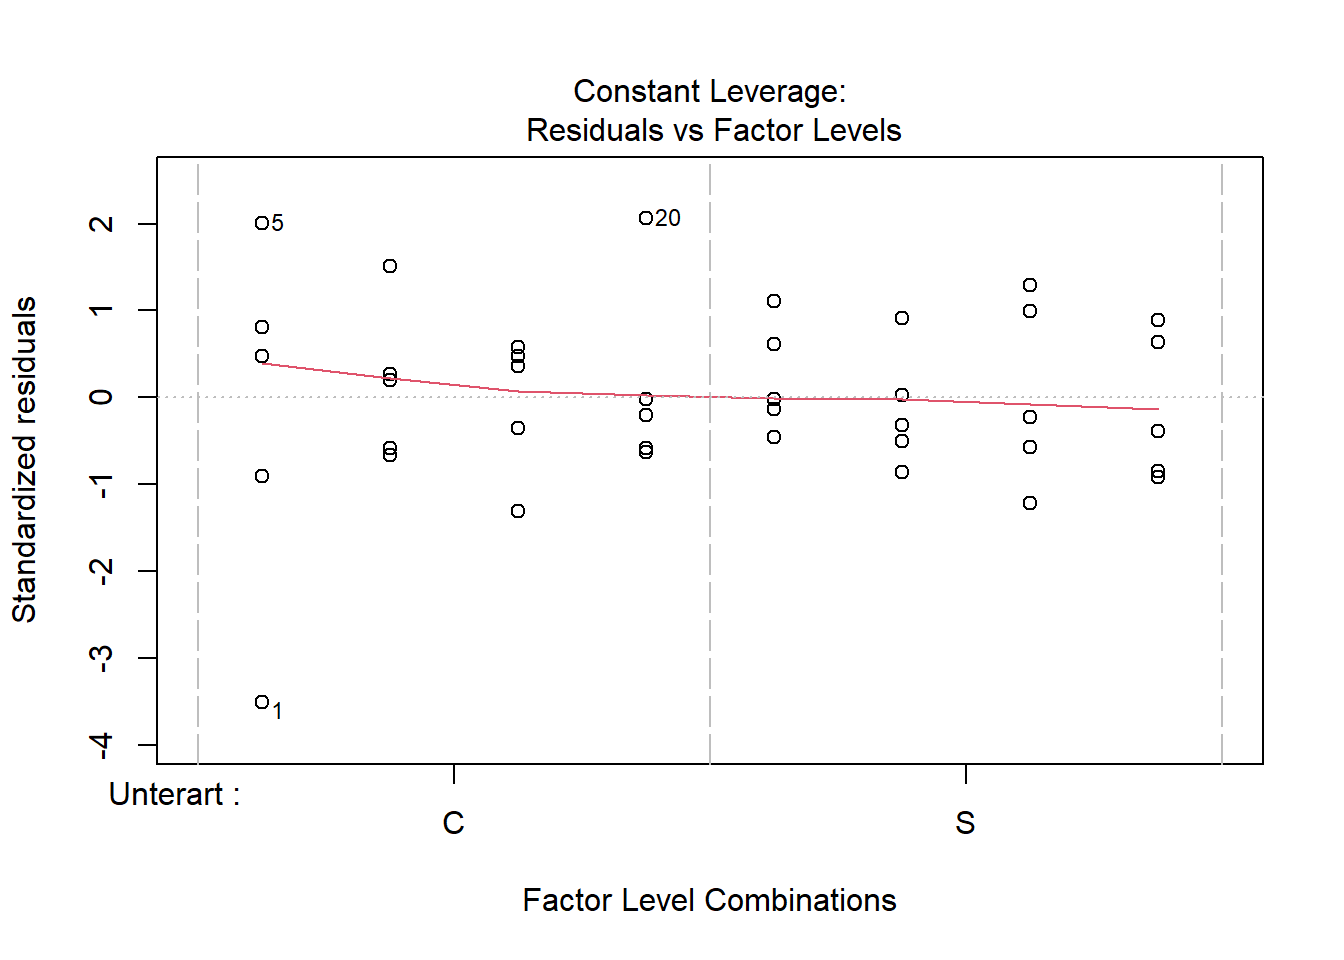 Constant Leverage:
Residuals vs Factor Levels
Standardized residuals
2
1
0
-1
-2
-3
-4
5
20
1
Unterart :
C
S
Factor Level Combinations